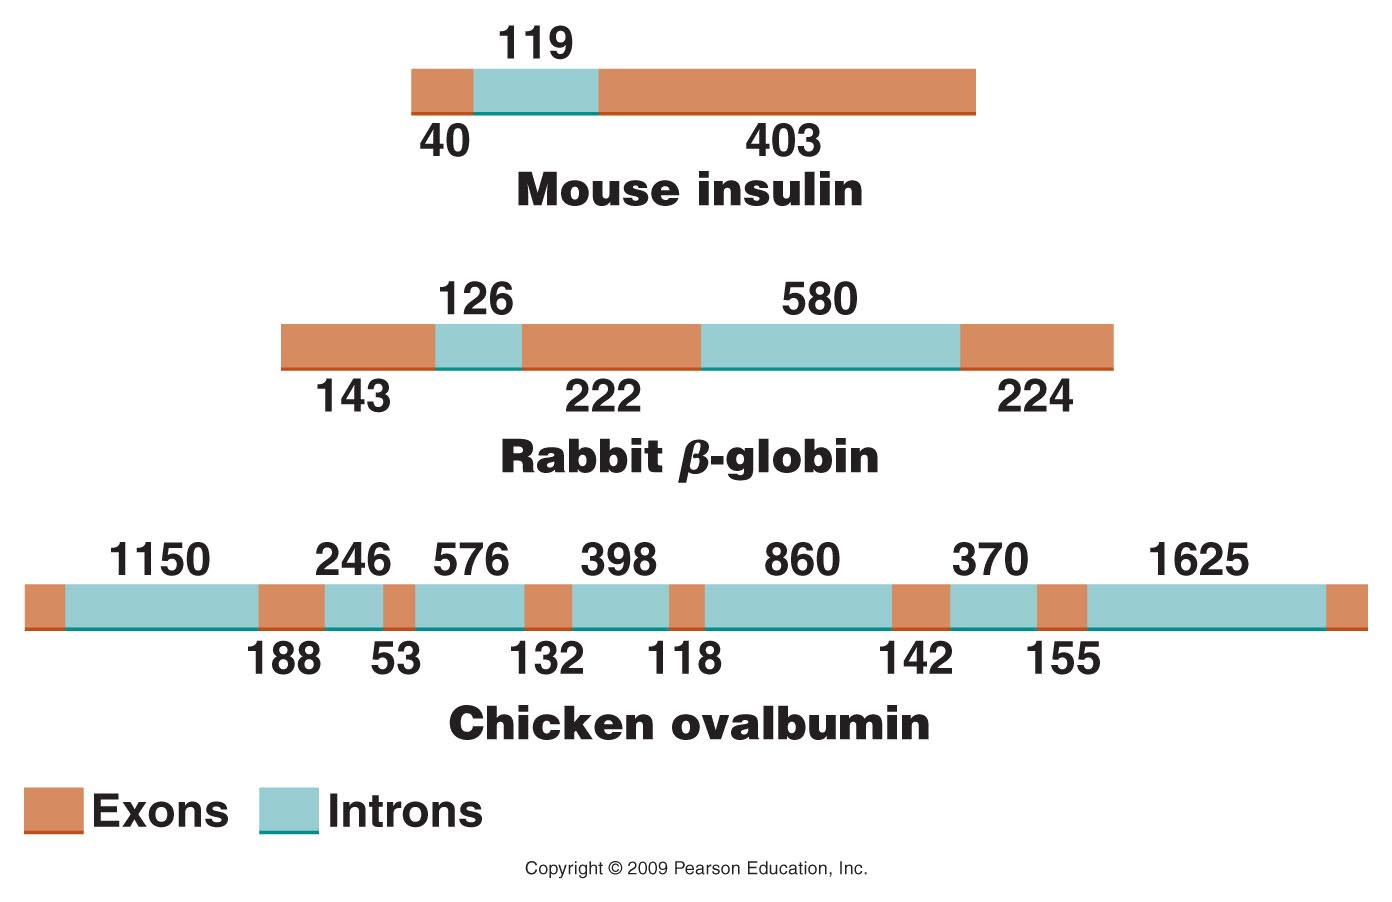 119
40 403
Mouse insulin
126 580
143 222 224
Rabbit β-globin
1150 246 576 398 860 370 1625
188 53 132 118 142 155
Chicken ovalbumin
Exons Introns
Copyright © 2009 Pearson Education, Inc.